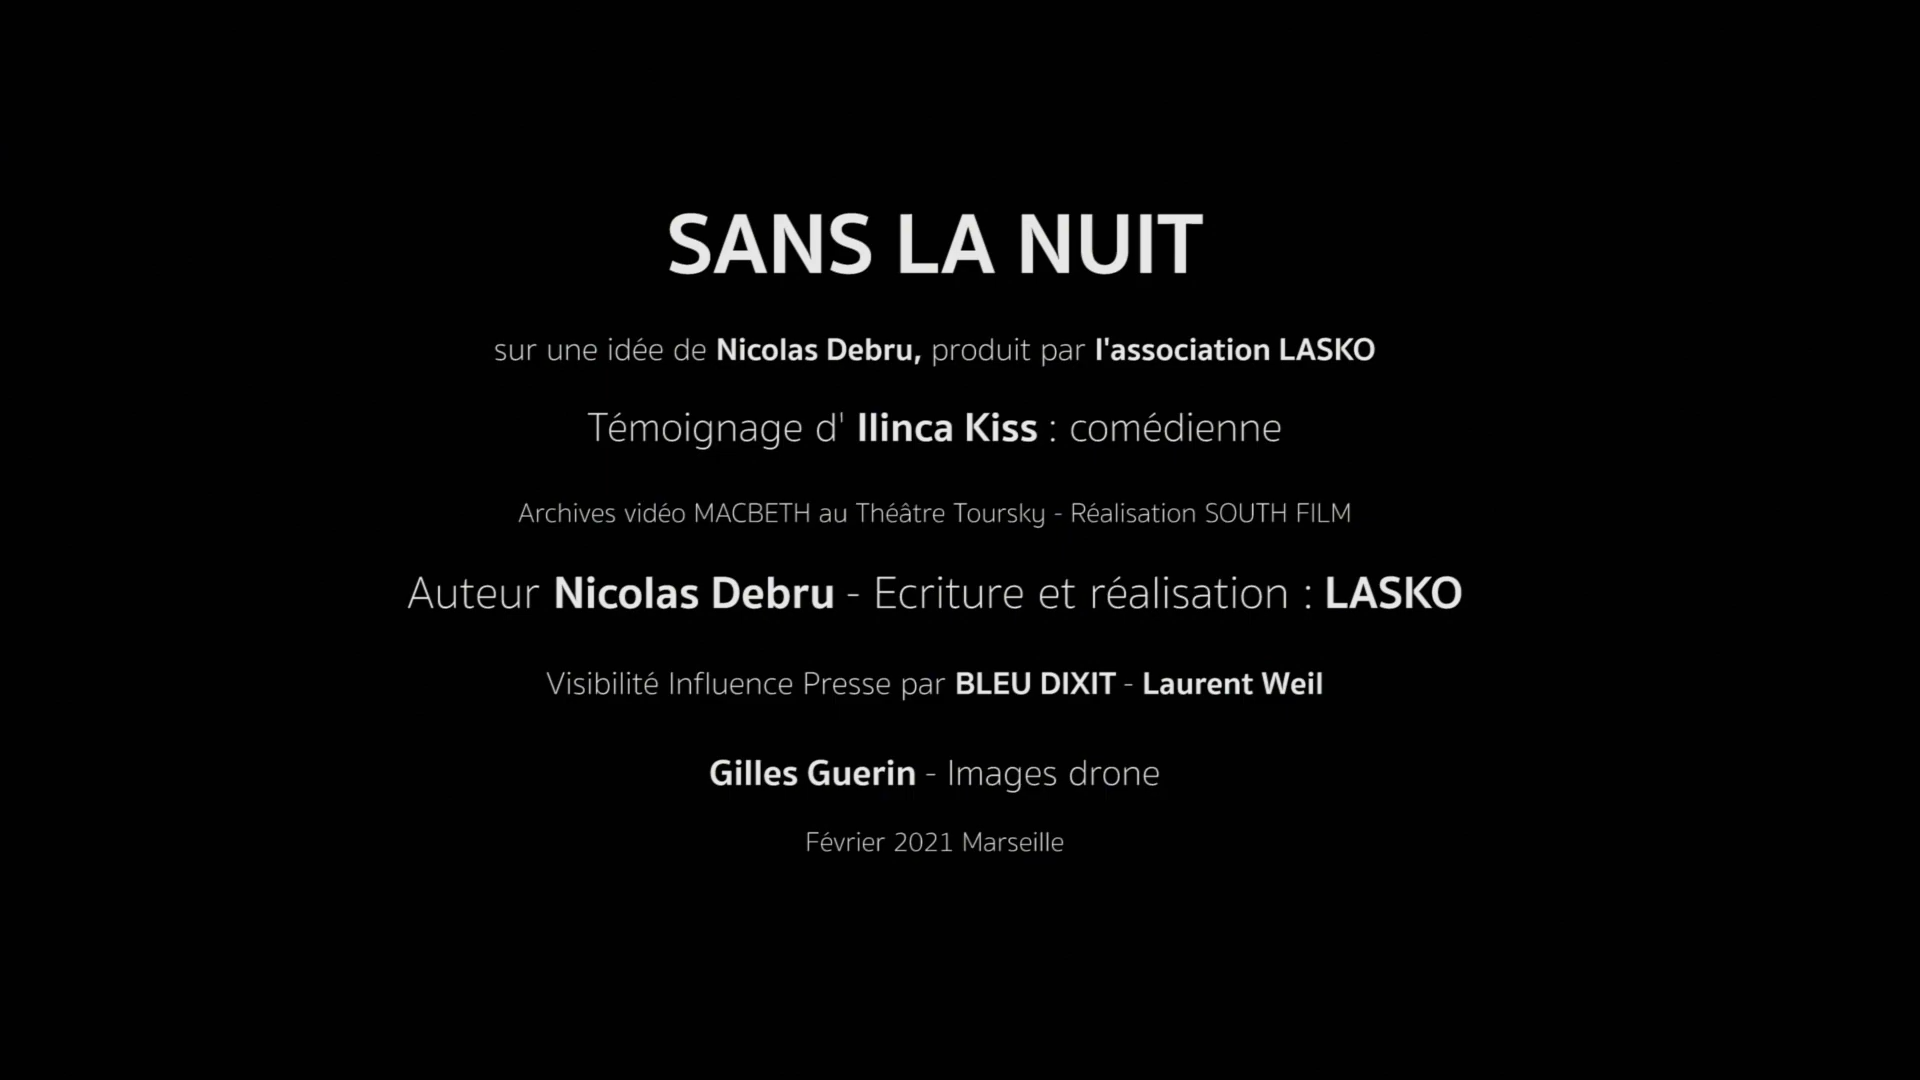 SANS LA NUIT
sur une idée de Nicolas Debru, produit par l'association LASKO
Témoignage d' Ilinca Kiss : comédienne
Archives vidéo MACBETH au Théâtre Toursky - Réalisation SOUTH FILM
Auteur Nicolas Debru - Ecriture et réalisation : LASKO
Visibilité Influence Presse par BLEU DIXIT - Laurent Weil
Gilles Guerin - Images drone
Février 2021 Marseille